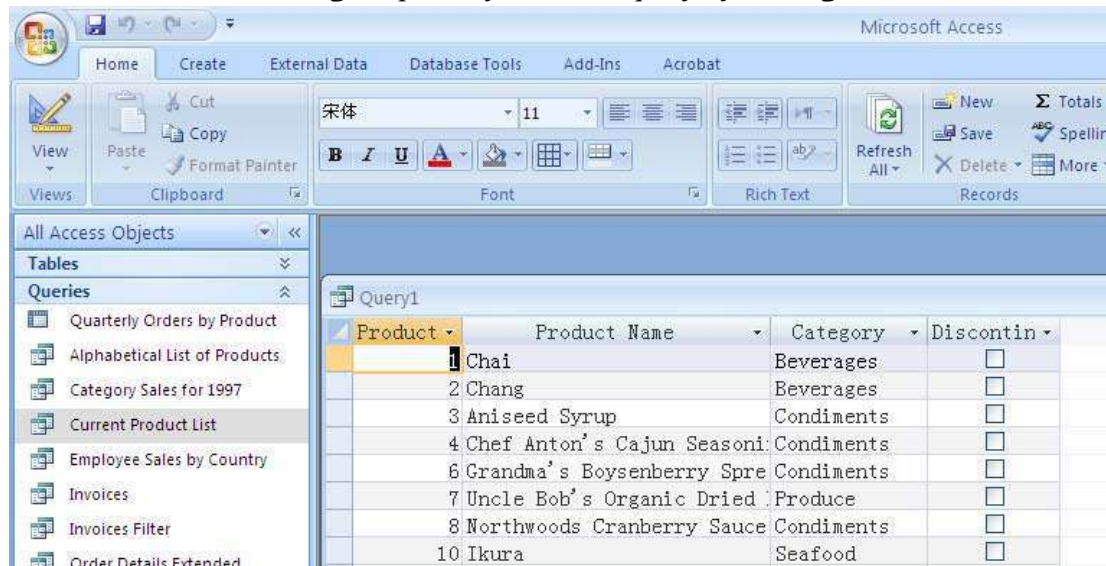 Microsoft Access
Home Create External Data Database Tools Add-Ins Acrobat
View
Views
Paste
Cut
Copy
Format Painter
Clipboard
宋体 11
B I U A
Font
ab
Rich Text
Refresh All
New
Save
Delete
Σ Totals
ABC
More
Records
All Access Objects «
Tables
Queries
Quarterly Orders by Product
Alphabetical List of Products
Category Sales for 1997
Current Product List
Employee Sales by Country
Invoices
Invoices Filter
Order Details Extended
Query1
Product Product Name Category Discontin
1 Chai Beverages
2 Chang Beverages
3 Aniseed Syrup Condiments
4 Chef Anton's Cajun Seasoni Condiments
6 Grandma's Boysenberry Spre Condiments
7 Uncle Bob's Organic Dried Produce
8 Northwoods Cranberry Sauce Condiments
10 Ikura Seafood